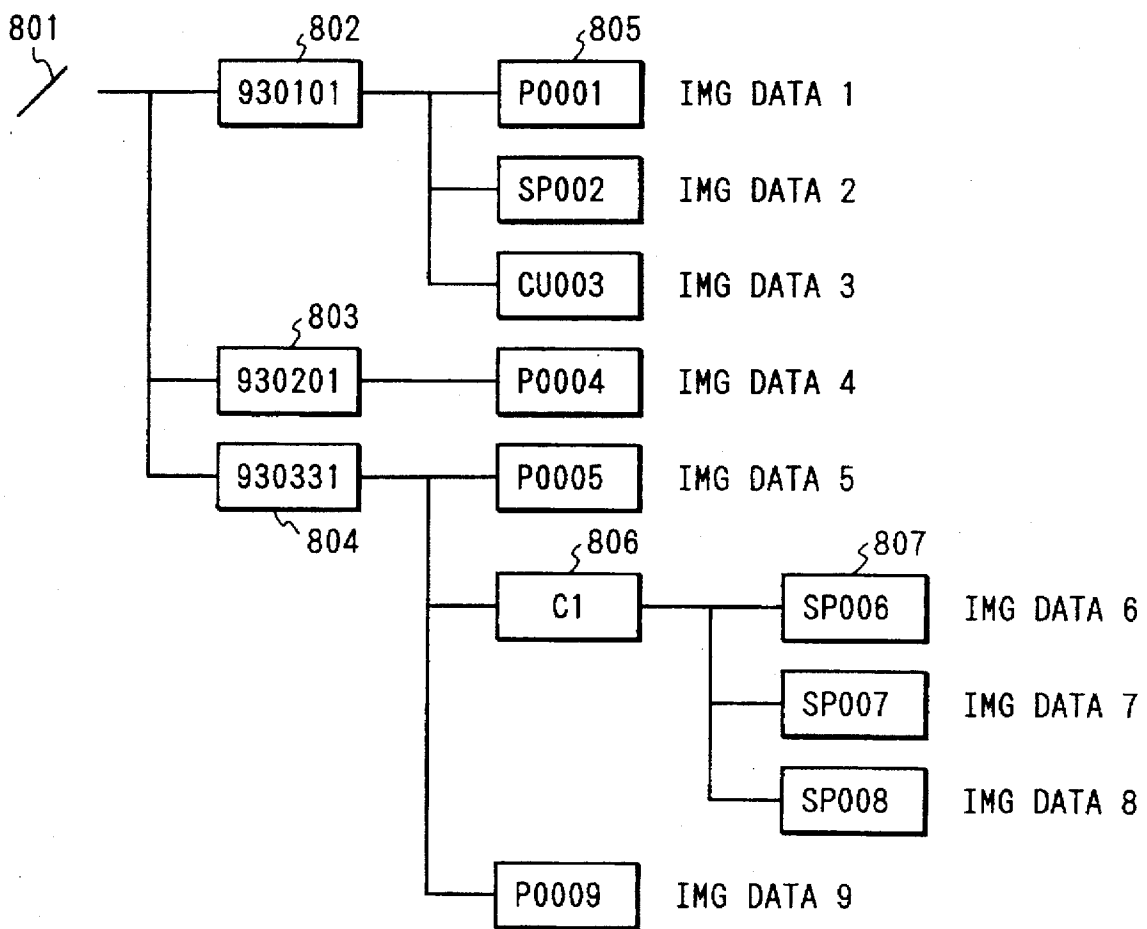 801
802
805
930101
P0001
IMG DATA 1
SP002
IMG DATA 2
CU003
IMG DATA 3
803
930201
P0004
IMG DATA 4
930331
P0005
IMG DATA 5
804
806
807
C1
SP006
IMG DATA 6
SP007
IMG DATA 7
SP008
IMG DATA 8
P0009
IMG DATA 9